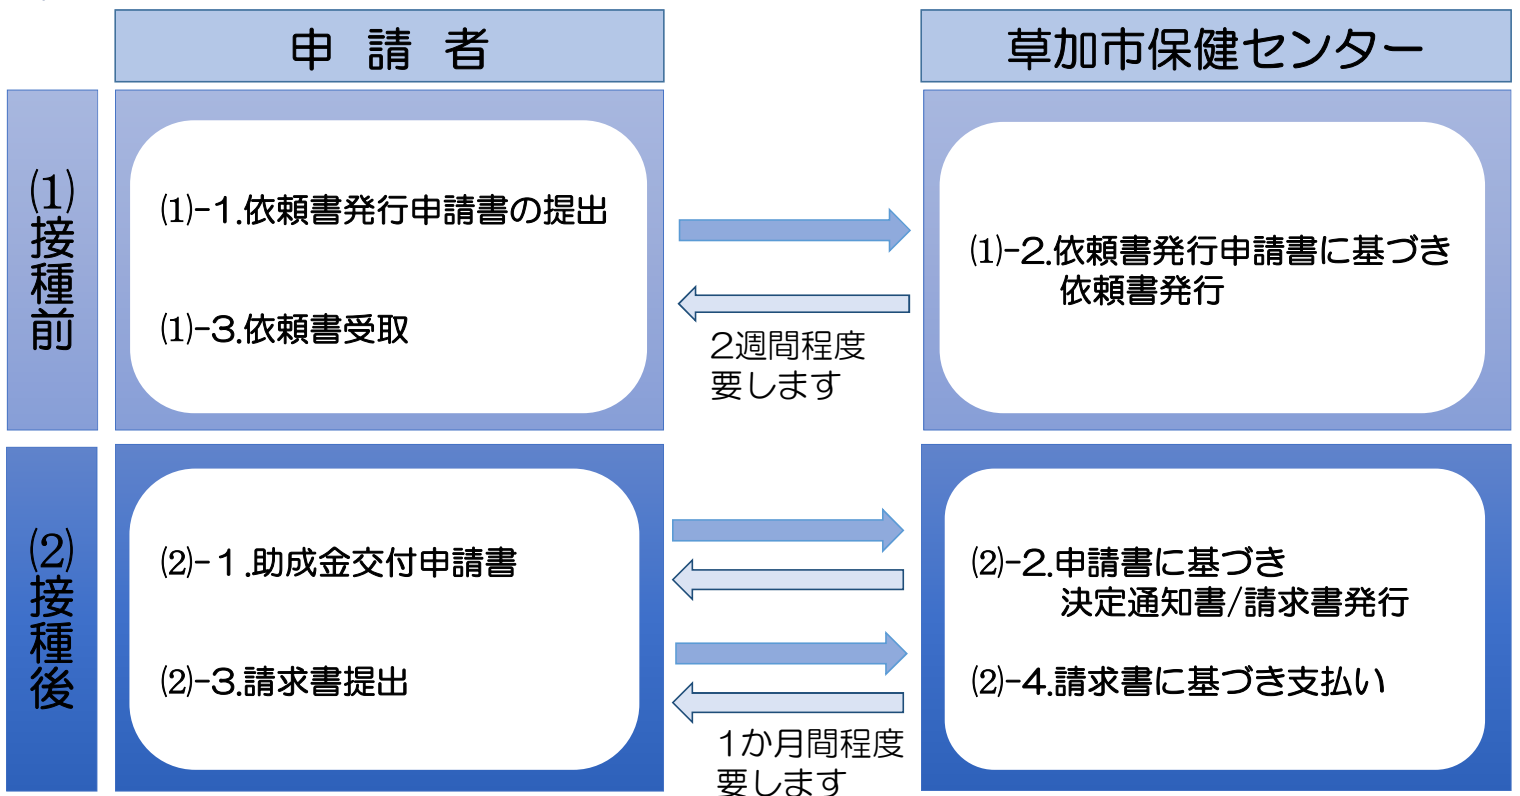 申請者
草加市保健センター
⑴接種前
⑴-1.依頼書発行申請書の提出
⑴-3.依頼書受取
2週間程度
要します
⑴-2.依頼書発行申請書に基づき
依頼書発行
⑵接種後
⑵-1.助成金交付申請書
⑵-3.請求書提出
1か月間程度
要します
⑵-2.申請書に基づき
決定通知書/請求書発行
⑵-4.請求書に基づき支払い